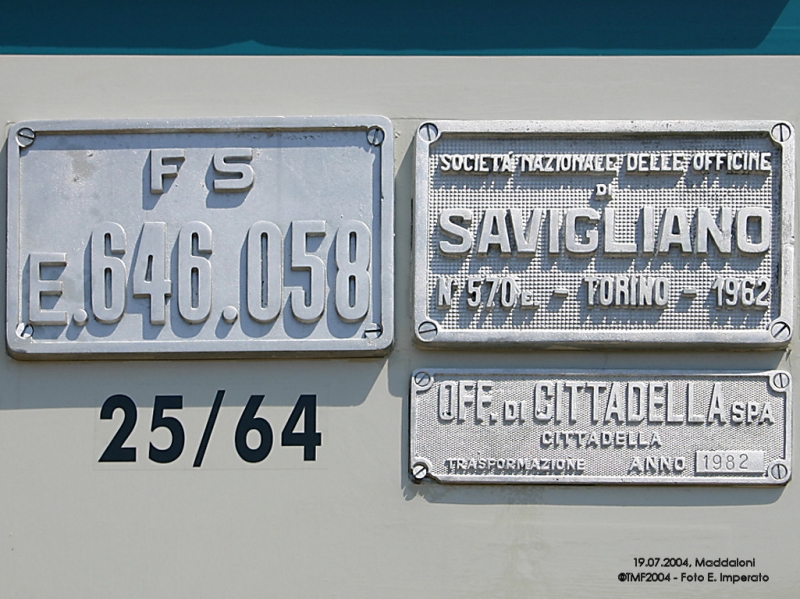 F S
E.646.058
25/64
SOCIETÀ NAZIONALE DELLE OFFICINE
DI
SAVIGLIANO
N° 570 E. - TORINO - 1962
OFF. DI CITTADELLA SPA
CITTADELLA
TRASFORMAZIONE ANNO 1982
19.07.2004, Maddaloni
©TMF2004 - Foto E. Imperato